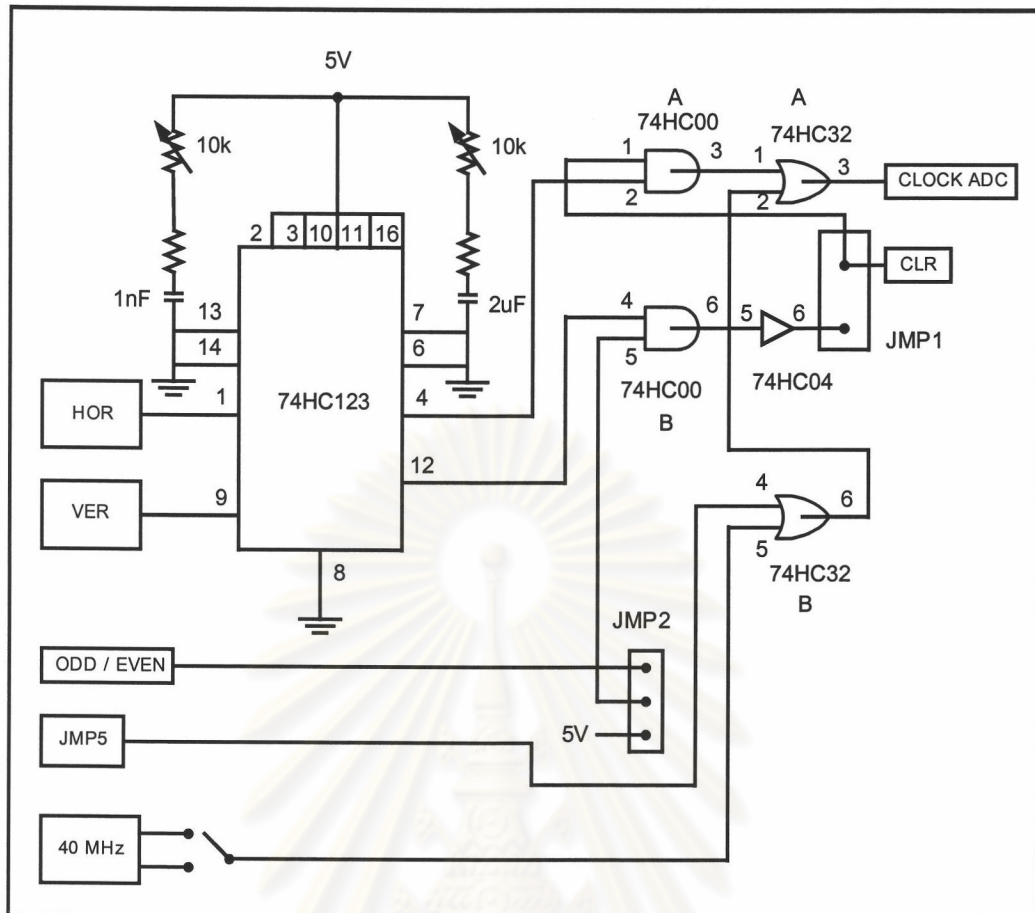 5V
10k
10k
A
74HC00
A
74HC32
1
2
3
1
2
3
CLOCK ADC
CLR
JMP1
2
3
10
11
16
1nF
2uF
13
14
1
9
7
6
4
12
8
74HC123
HOR
VER
4
5
6
5
6
74HC00
B
74HC04
4
5
6
74HC32
B
JMP2
5V
ODD / EVEN
JMP5
40 MHz